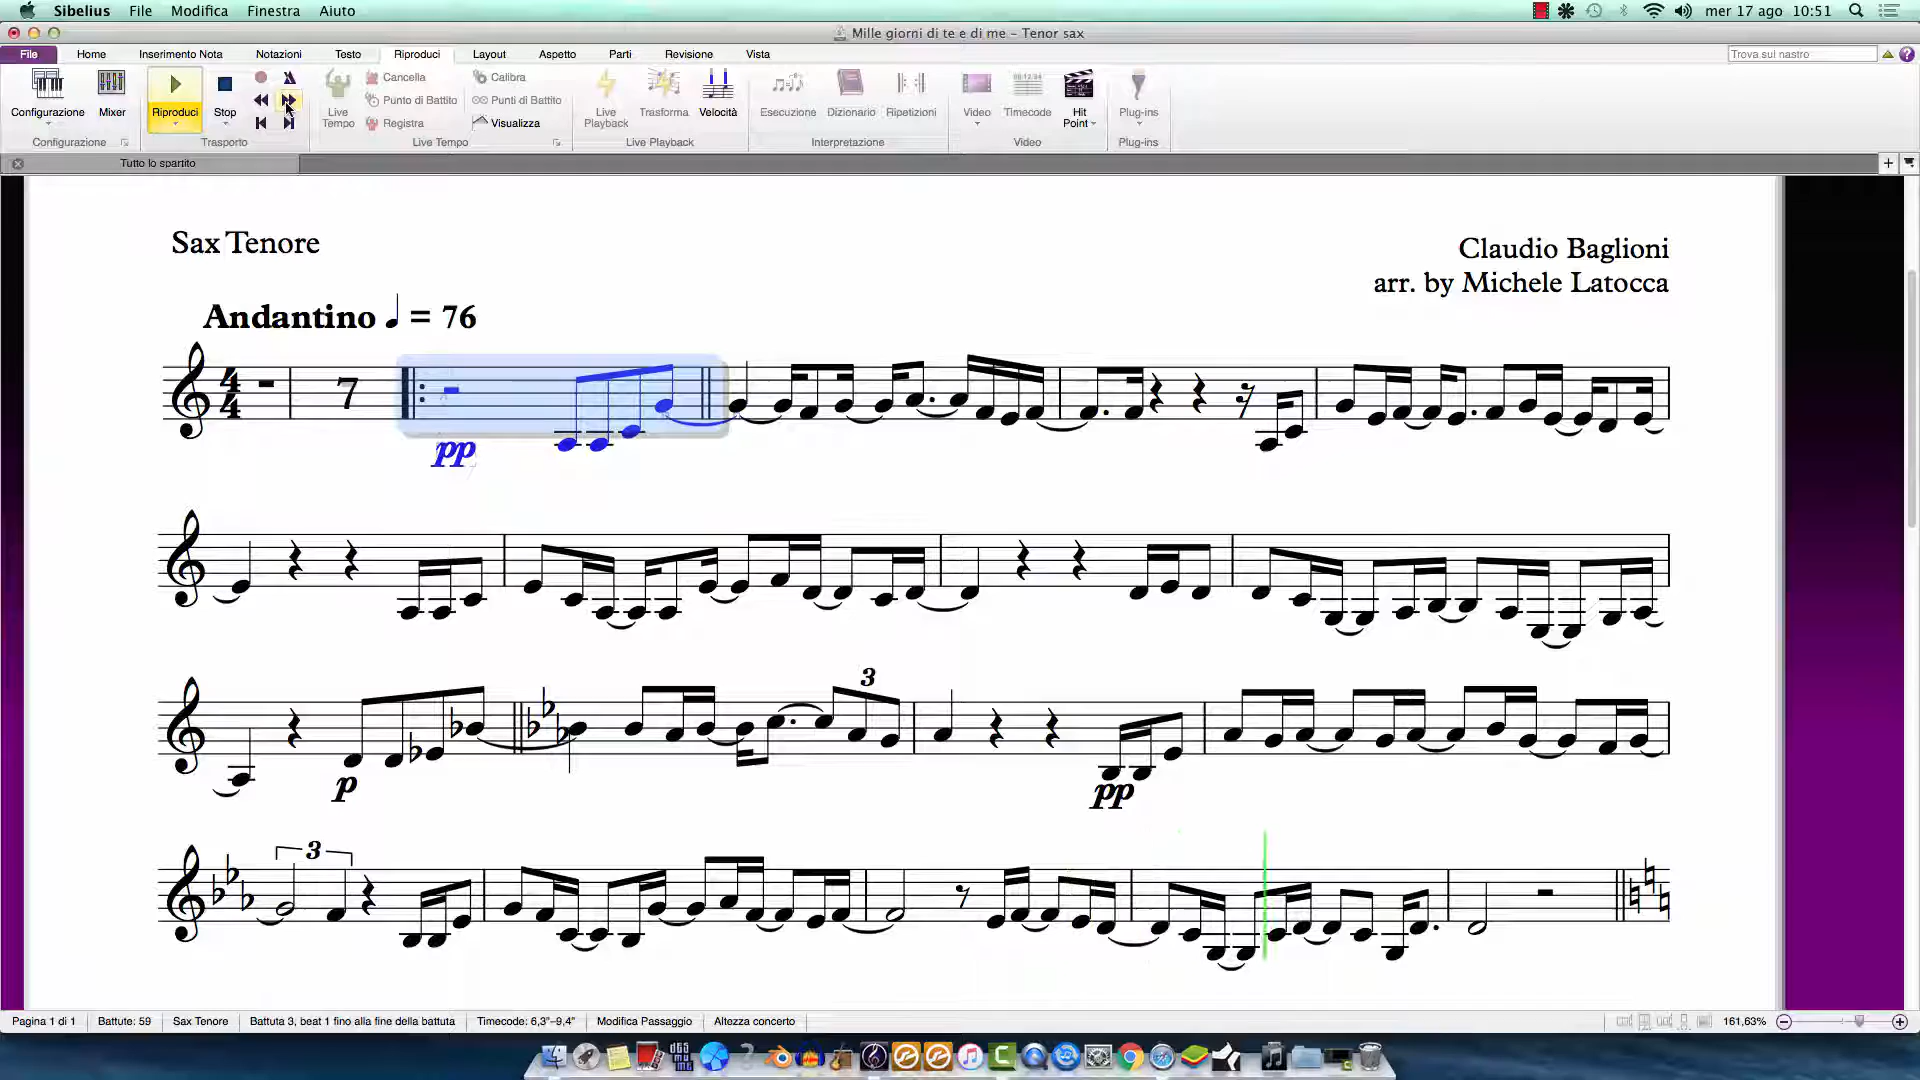 Sibelius File Modifica Finestra Aiuto mer 17 ago 10:51
Mille giorni di te e di me – Tenor sax
File Home Inserimento Nota Notazioni Testo Riproduci Layout Aspetto Parti Revisione Vista Trova sul nastro
Configurazione Mixer Riproduci Stop
Live Tempo Cancella Punto di Battito Registra
Calibra Punti di Battito Visualizza
Live Playback Trasforma Velocità
Esecuzione Dizionario Ripetizioni
Video Timecode Hit Point Plug-ins
Configurazione Trasporto Live Tempo Live Playback Interpretazione Video Plug-ins
Tutto lo spartito
Sax Tenore
Claudio Baglioni
arr. by Michele Latocca
Andantino = 76
4 4 7
pp
3
p pp
3
Pagina 1 di 1 Battute: 59 Sax Tenore Battuta 3, beat 1 fino alla fine della battuta Timecode: 6,3"–9,4" Modifica Passaggio Altezza concerto 161,63%